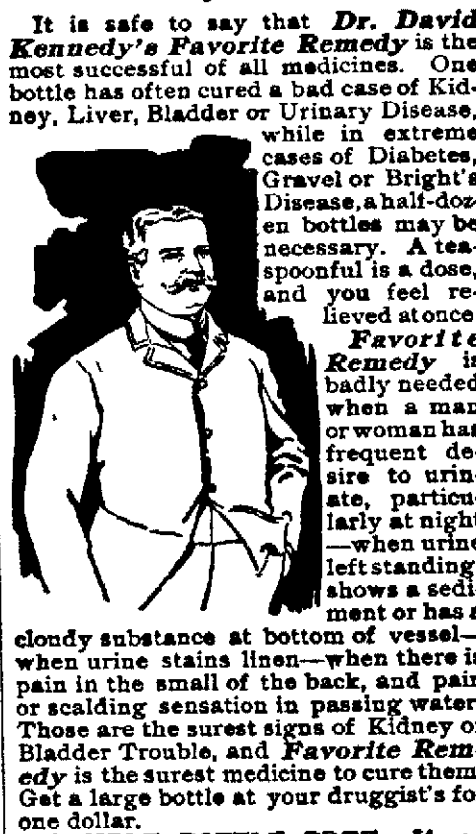 It is safe to say that Dr. David
Kennedy's Favorite Remedy is the
most successful of all medicines. One
bottle has often cured a bad case of Kid-
ney, Liver, Bladder or Urinary Disease,
while in extreme
cases of Diabetes,
Gravel or Bright's
Disease, a half-doz-
en bottles may be
necessary. A tea-
spoonful is a dose,
and you feel re-
lieved at once.
Favorite
Remedy is
badly needed
when a man
or woman has
frequent de-
sire to urin-
ate, particu-
larly at night
—when urine
left standing
shows a sedi-
ment or has a
cloudy substance at bottom of vessel—
when urine stains linen—when there is
pain in the small of the back, and pain
or scalding sensation in passing water.
Those are the surest signs of Kidney or
Bladder Trouble, and Favorite Rem-
edy is the surest medicine to cure them.
Get a large bottle at your druggist's for
one dollar.